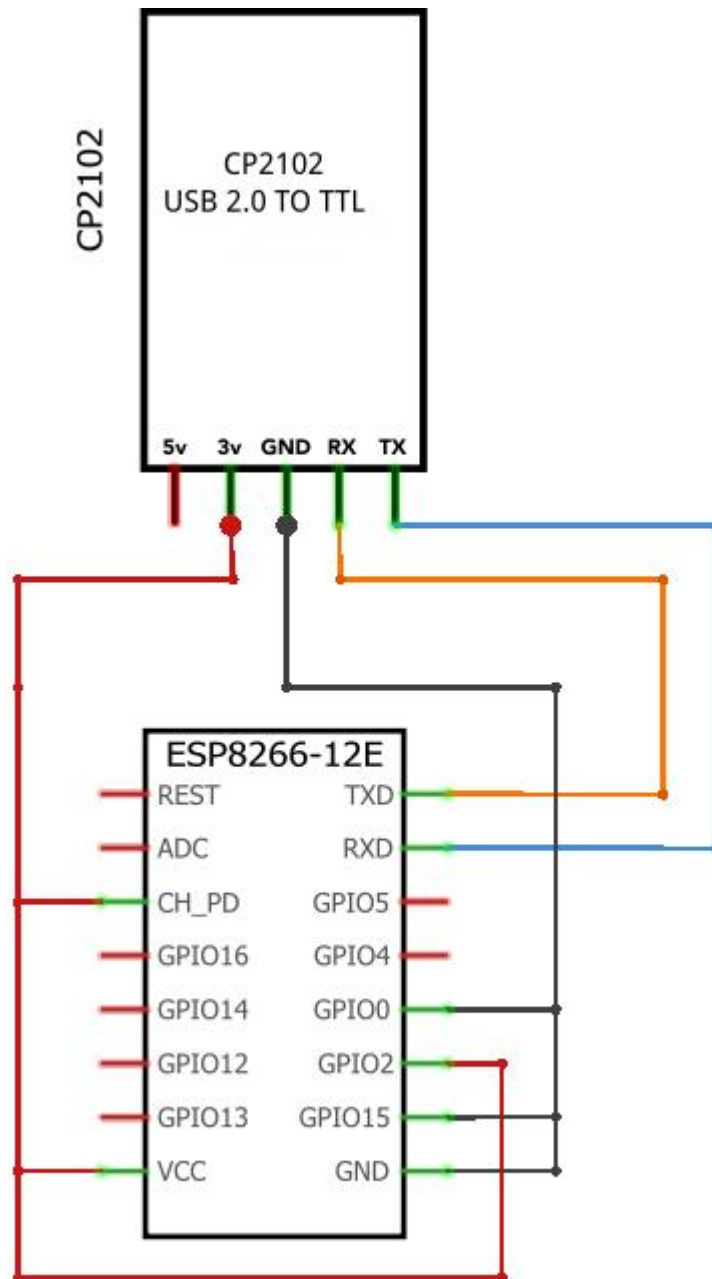 CP2102
CP2102
USB 2.0 TO TTL
5v 3v GND RX TX
ESP8266-12E
REST TXD
ADC RXD
CH_PD GPIO5
GPIO16 GPIO4
GPIO14 GPIO0
GPIO12 GPIO2
GPIO13 GPIO15
VCC GND